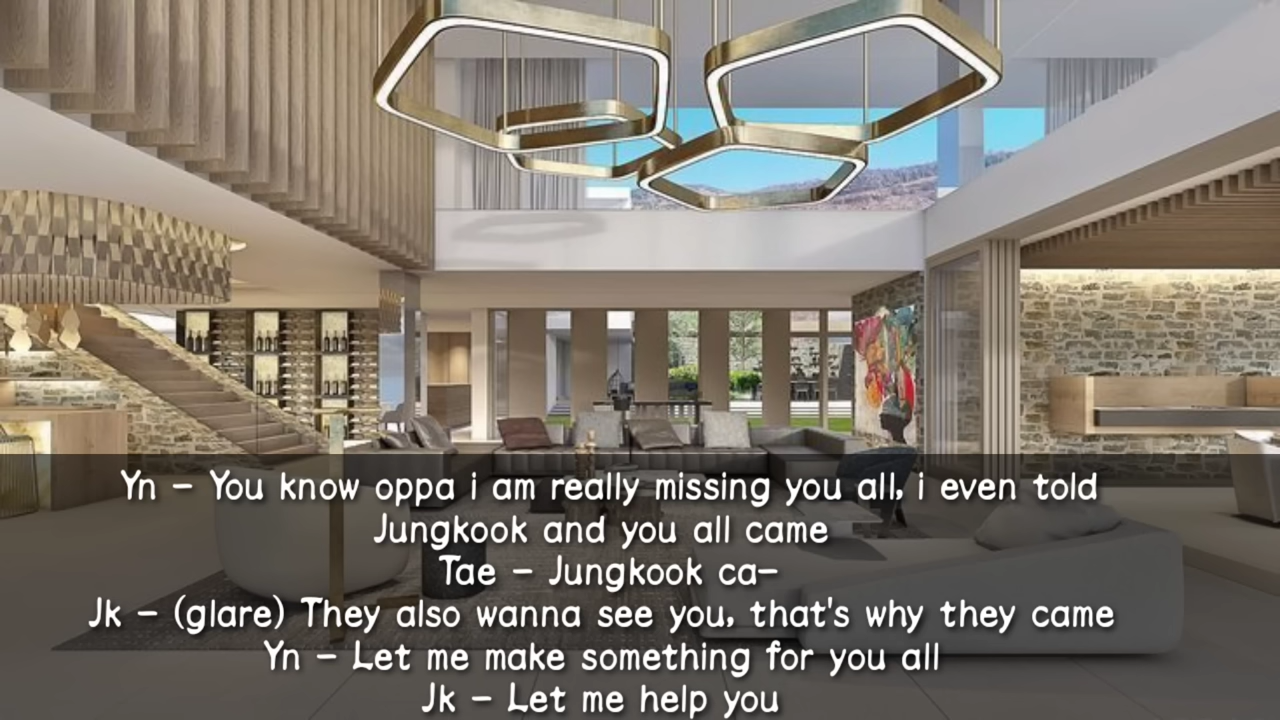 Yn – You know oppa i am really missing you all, i even told
Jungkook and you all came
Tae – Jungkook ca–
Jk – (glare) They also wanna see you, that's why they came
Yn – Let me make something for you all
Jk – Let me help you